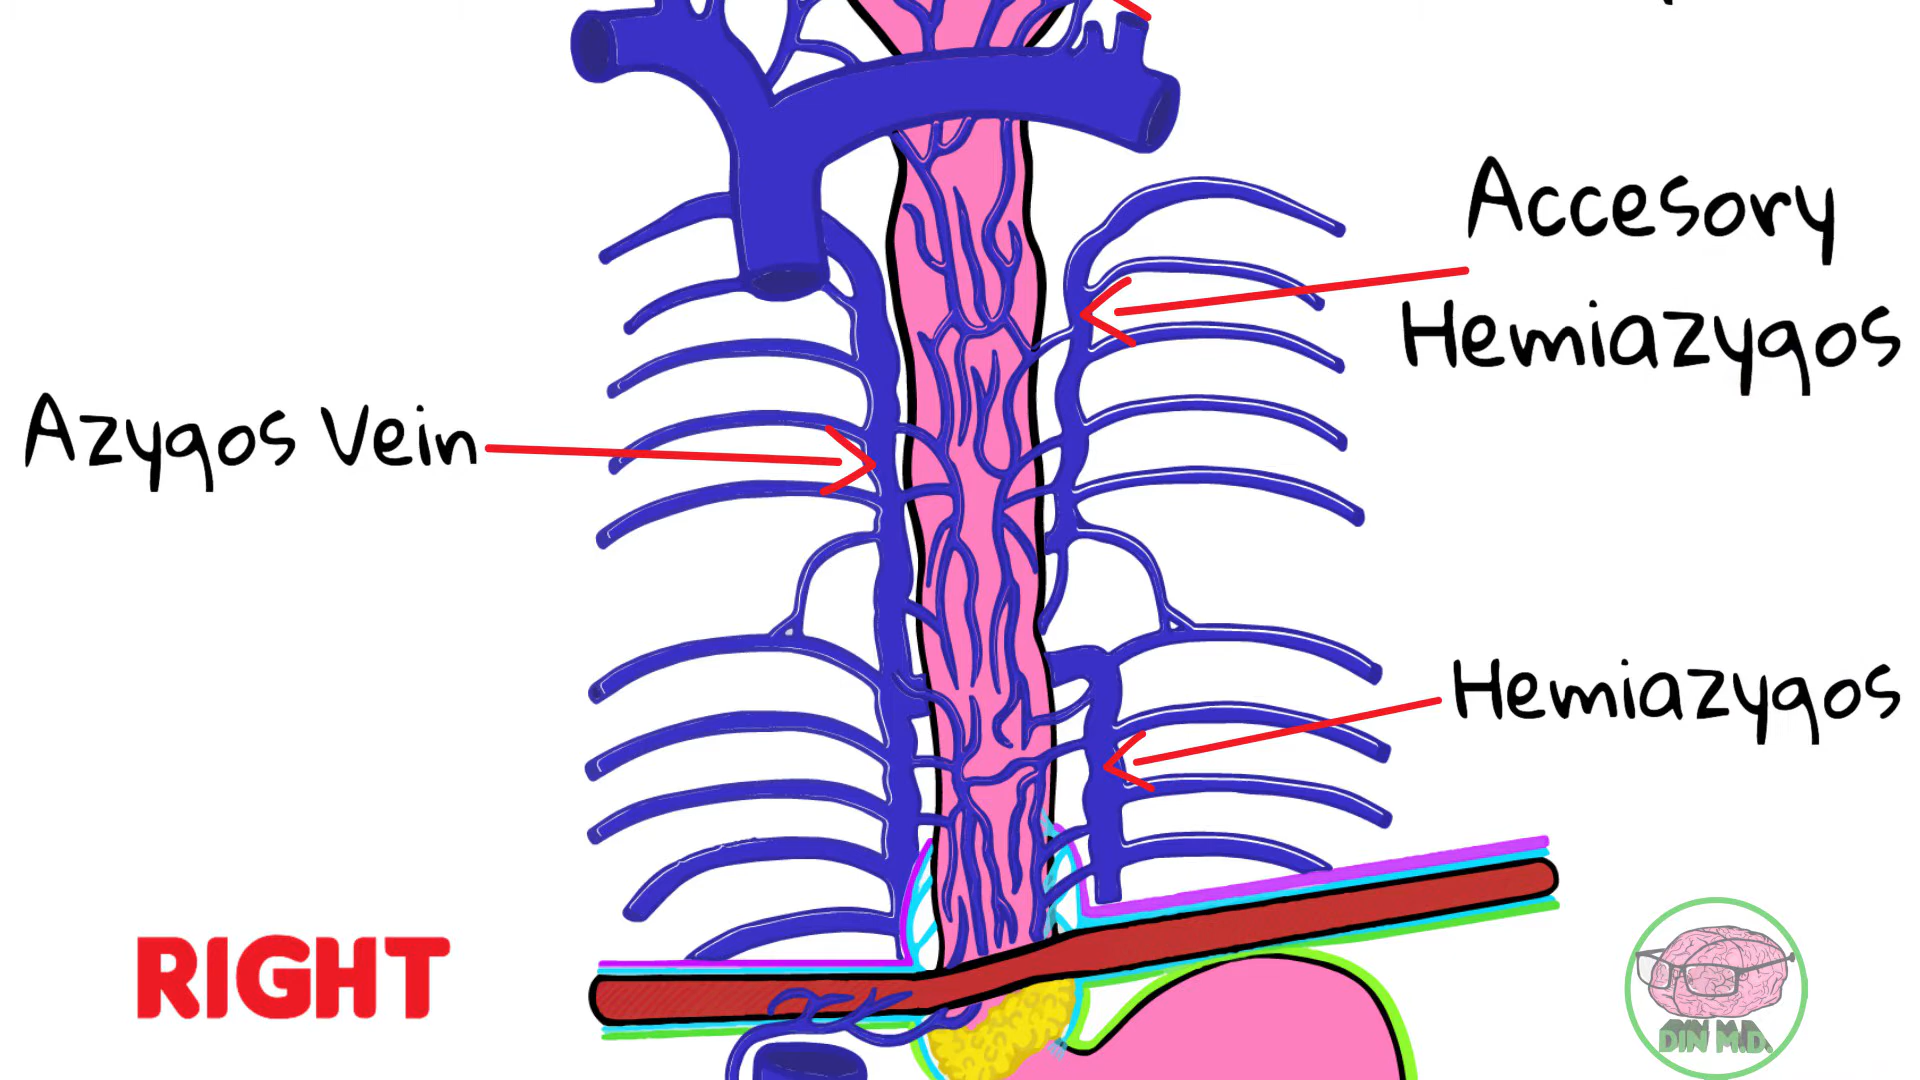 Accesory
Hemiazygos
Azygos Vein
Hemiazygos
RIGHT
DIN M.D.